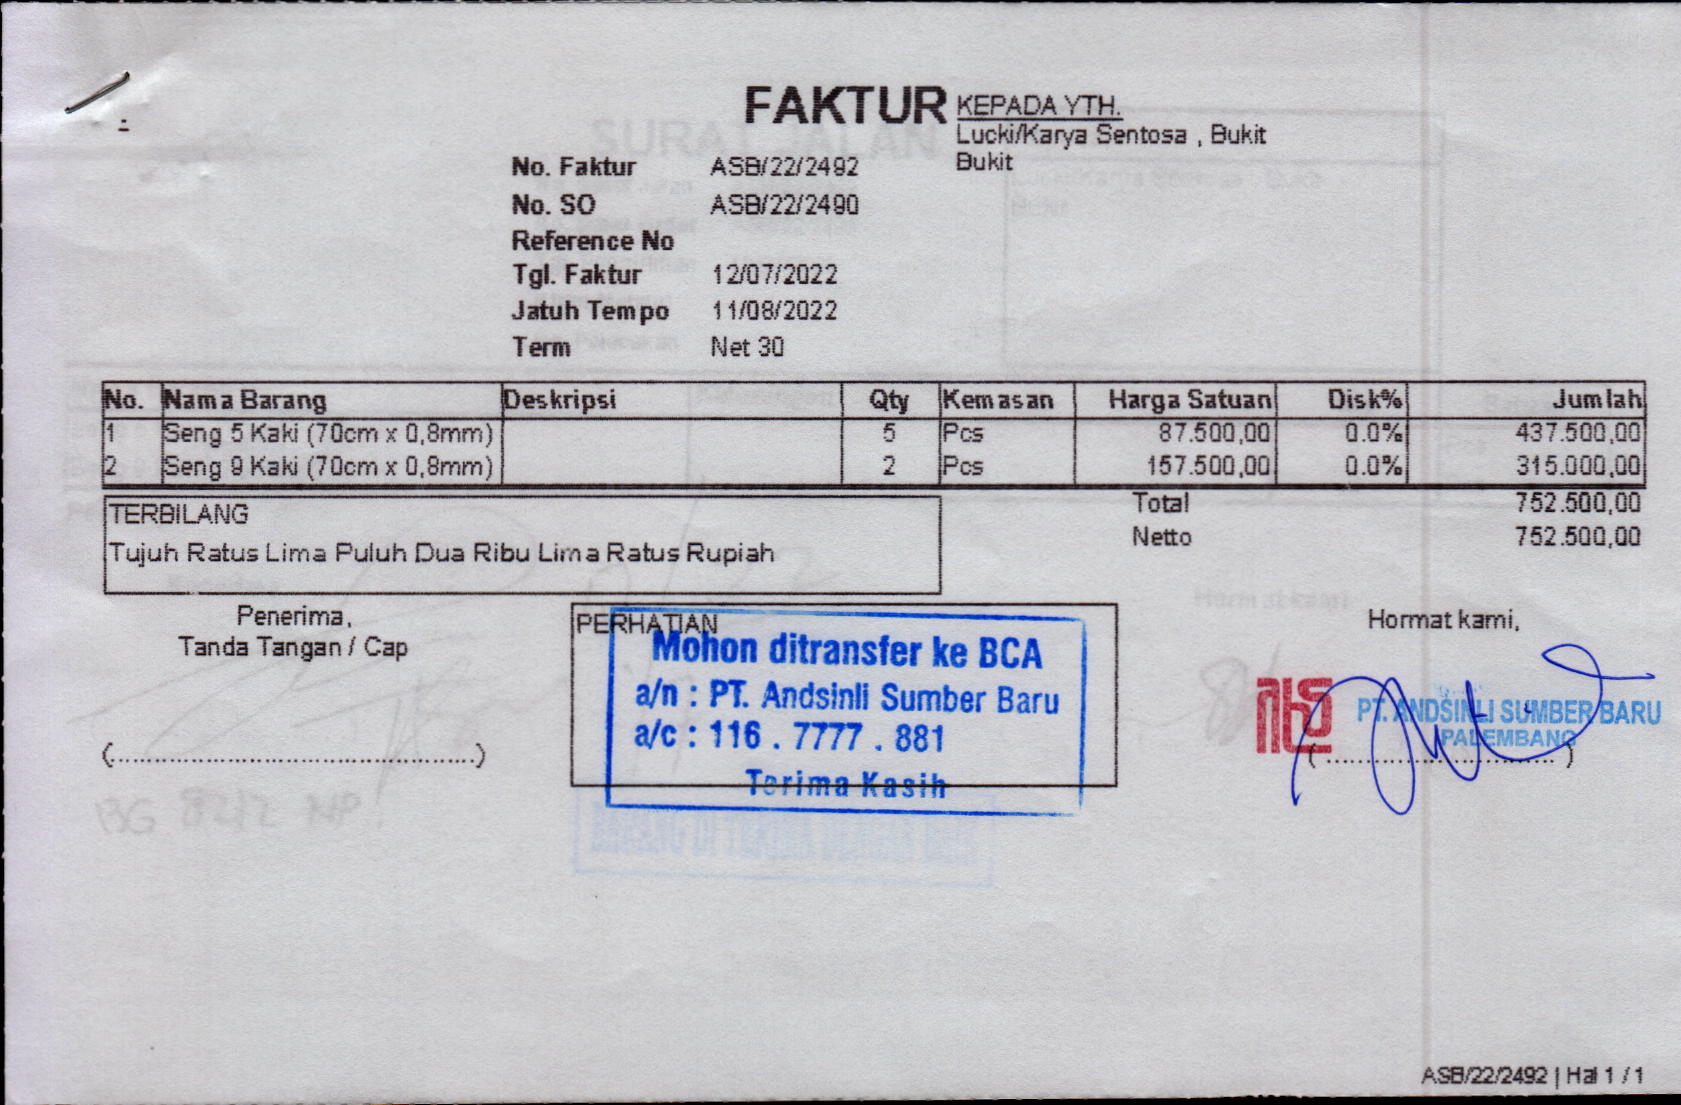 FAKTUR
KEPADA YTH.
Lucki/Karya Sentosa , Bukit
Bukit
No. Faktur ASB/22/2492
No. SO ASB/22/2490
Reference No
Tgl. Faktur 12/07/2022
Jatuh Tempo 11/08/2022
Term Net 30
No. Nama Barang Deskripsi Qty Kemasan Harga Satuan Disk% Jumlah
1 Seng 5 Kaki (70cm x 0,8mm) 5 Pcs 87.500,00 0.0% 437.500,00
2 Seng 9 Kaki (70cm x 0,8mm) 2 Pcs 157.500,00 0.0% 315.000,00
Total 752.500,00
Netto 752.500,00
TERBILANG
Tujuh Ratus Lima Puluh Dua Ribu Lima Ratus Rupiah
Penerima,
Tanda Tangan / Cap
(................................................)
PERHATIAN
Mohon ditransfer ke BCA
a/n : PT. Andsinli Sumber Baru
a/c : 116 . 7777 . 881
Terima Kasih
Hormat kami,
PT. ANDSINLI SUMBER BARU
PALEMBANG
(..............................)
ASB/22/2492 | Hal 1 / 1